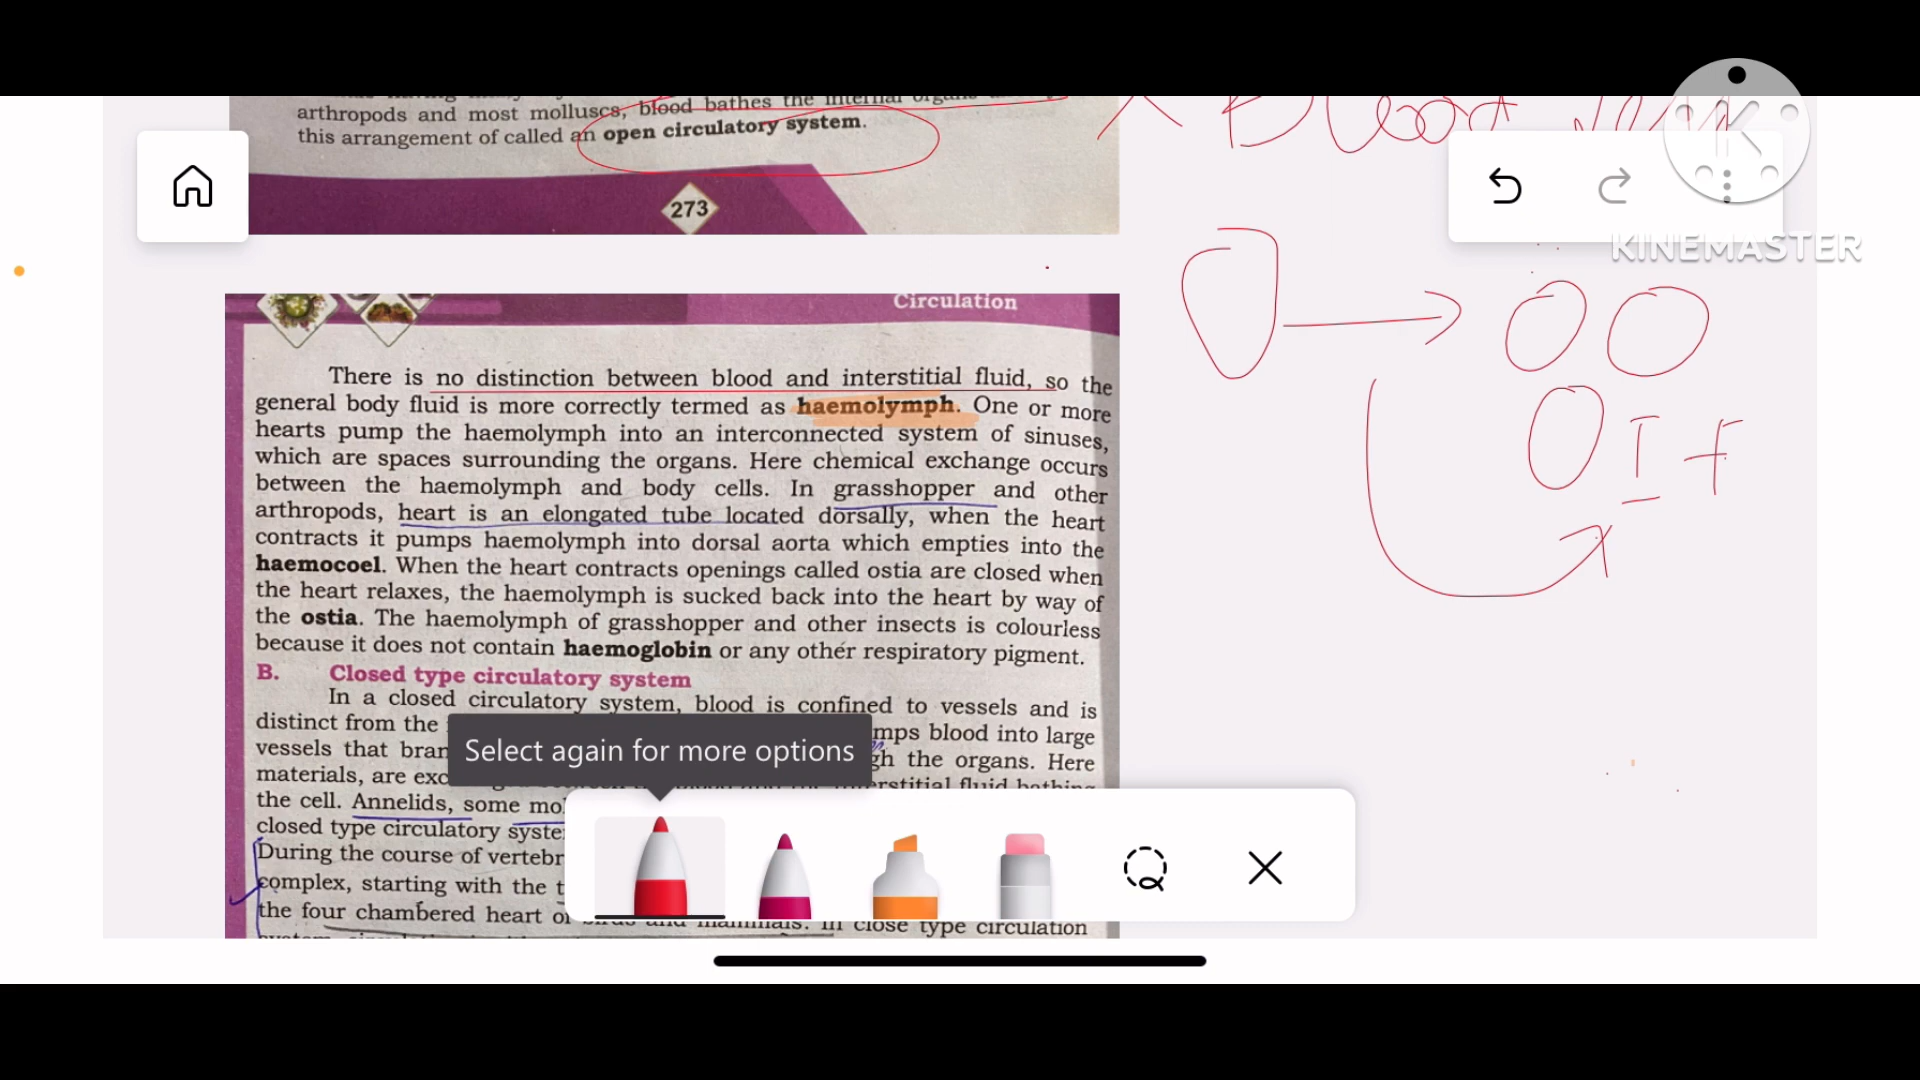 arthropods and most molluscs, blood bathes the internal
this arrangement of called an open circulatory system.
Blood
273
KINEMASTER
Circulation
There is no distinction between blood and interstitial fluid, so the
general body fluid is more correctly termed as haemolymph. One or more
hearts pump the haemolymph into an interconnected system of sinuses,
which are spaces surrounding the organs. Here chemical exchange occurs
between the haemolymph and body cells. In grasshopper and other
arthropods, heart is an elongated tube located dorsally, when the heart
contracts it pumps haemolymph into dorsal aorta which empties into the
haemocoel. When the heart contracts openings called ostia are closed when
the heart relaxes, the haemolymph is sucked back into the heart by way of
the ostia. The haemolymph of grasshopper and other insects is colourless
because it does not contain haemoglobin or any other respiratory pigment.
I f
B. Closed type circulatory system
In a closed circulatory system, blood is confined to vessels and is
distinct from the mps blood into large
vessels that bran gh the organs. Here
materials, are exc erstitial fluid bathing
the cell. Annelids, some mo
closed type circulatory syste
During the course of vertebr
complex, starting with the t
the four chambered heart of birds and mammals. In close type circulation
Select again for more options